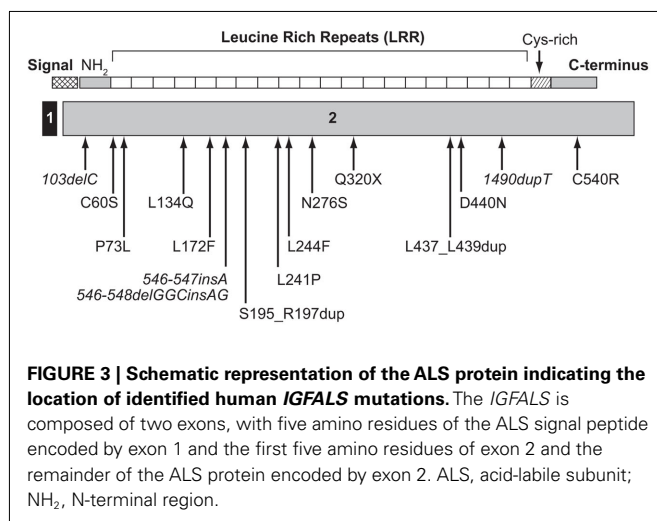 Leucine Rich Repeats (LRR)
Cys-rich
Signal NH2 C-terminus
1 2
103delC Q320X 1490dupT C540R
C60S L134Q N276S D440N
P73L L172F L244F L437_L439dup
546-547insA L241P
546-548delGGCinsAG
S195_R197dup
FIGURE 3 | Schematic representation of the ALS protein indicating the
location of identified human IGFALS mutations. The IGFALS is
composed of two exons, with five amino residues of the ALS signal peptide
encoded by exon 1 and the first five amino residues of exon 2 and the
remainder of the ALS protein encoded by exon 2. ALS, acid-labile subunit;
NH2, N-terminal region.